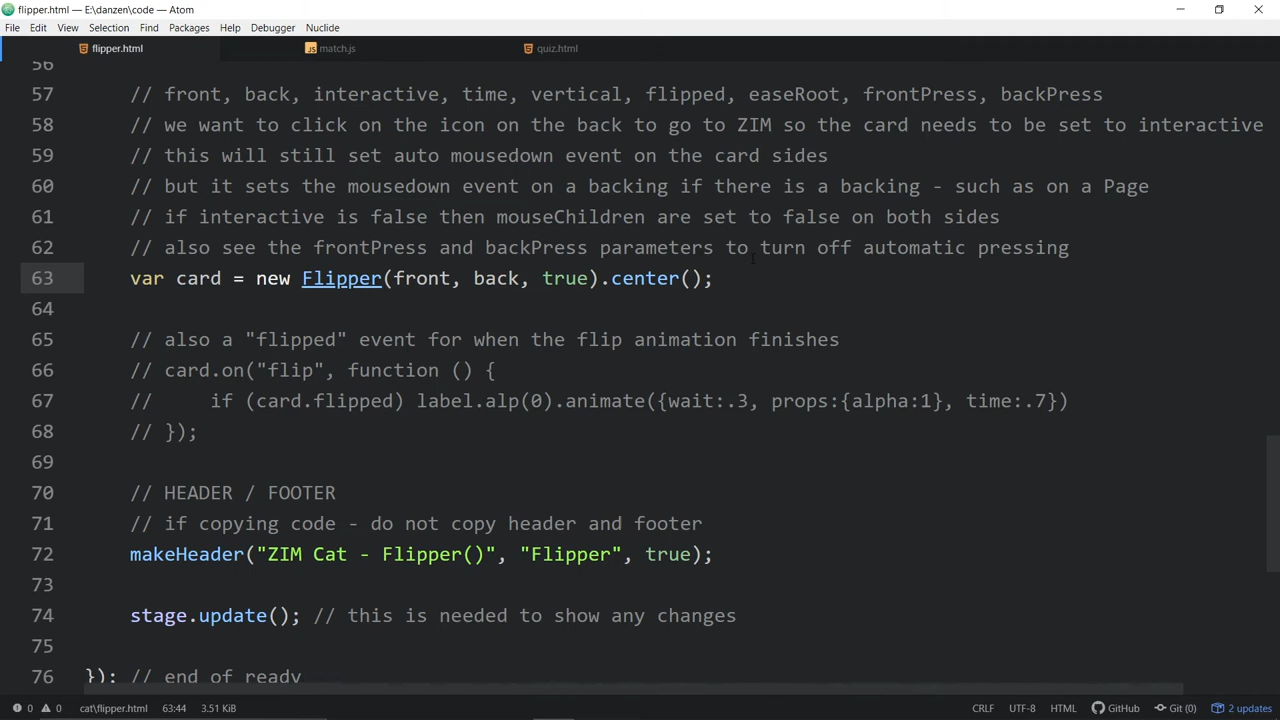 flipper.html — E:\danzen\code — Atom
File Edit View Selection Find Packages Help Debugger Nuclide
flipper.html match.js quiz.html
56
57 // front, back, interactive, time, vertical, flipped, easeRoot, frontPress, backPress
58 // we want to click on the icon on the back to go to ZIM so the card needs to be set to interactive
59 // this will still set auto mousedown event on the card sides
60 // but it sets the mousedown event on a backing if there is a backing - such as on a Page
61 // if interactive is false then mouseChildren are set to false on both sides
62 // also see the frontPress and backPress parameters to turn off automatic pressing
63 var card = new Flipper(front, back, true).center();
64
65 // also a "flipped" event for when the flip animation finishes
66 // card.on("flip", function () {
67 //     if (card.flipped) label.alp(0).animate({wait:.3, props:{alpha:1}, time:.7})
68 // });
69
70 // HEADER / FOOTER
71 // if copying code - do not copy header and footer
72 makeHeader("ZIM Cat - Flipper()", "Flipper", true);
73
74 stage.update(); // this is needed to show any changes
75
76 }); // end of ready
0 0 cat\flipper.html 63:44 3.51 KiB CRLF UTF-8 HTML GitHub Git (0) 2 updates